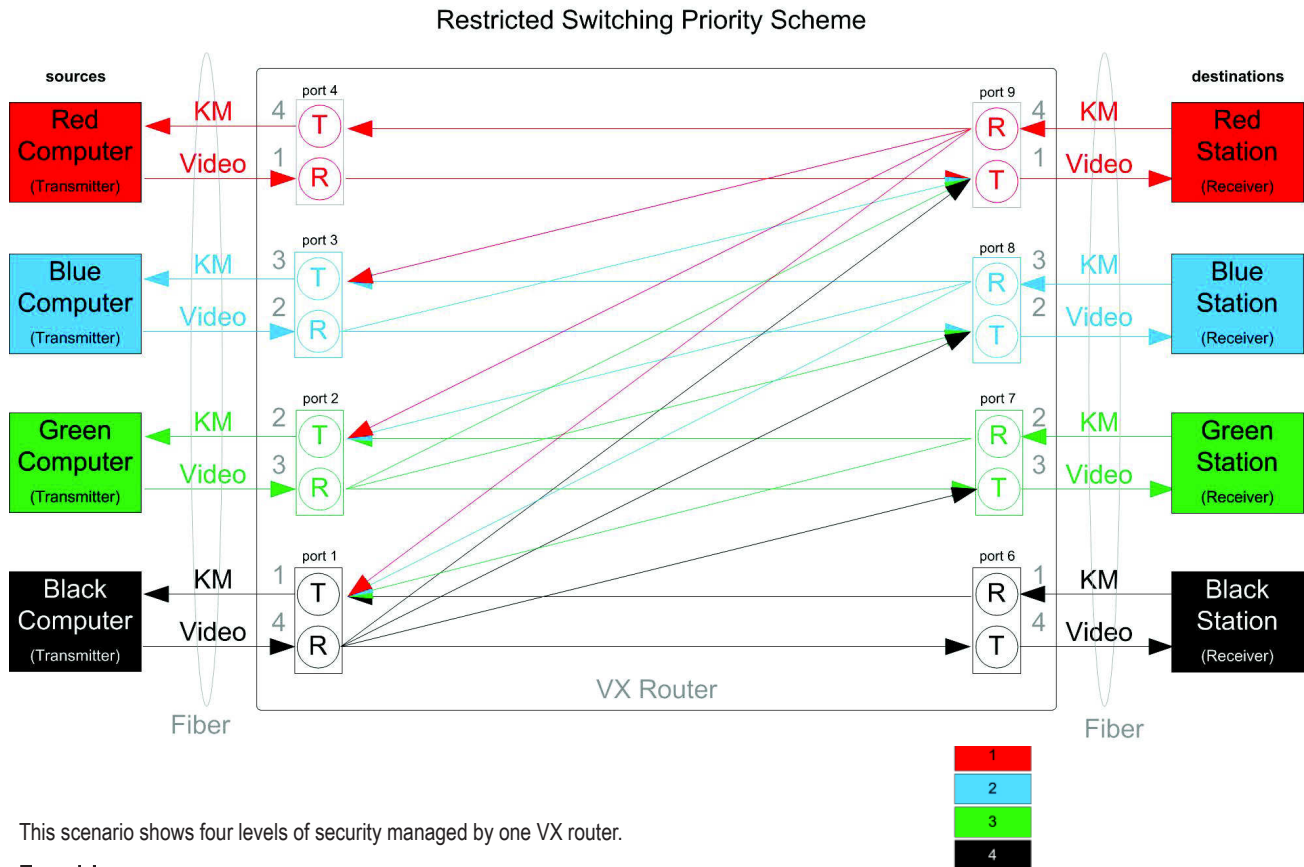 Restricted Switching Priority Scheme
sources
destinations
port 4
port 9
Red
Computer
(Transmitter)
KM
4
T
R
4
KM
Red
Station
(Receiver)
Video
1
R
T
1
Video
port 3
port 8
Blue
Computer
(Transmitter)
KM
3
T
R
3
KM
Blue
Station
(Receiver)
Video
2
R
T
2
Video
port 2
port 7
Green
Computer
(Transmitter)
KM
2
T
R
2
KM
Green
Station
(Receiver)
Video
3
R
T
3
Video
port 1
port 6
Black
Computer
(Transmitter)
KM
1
T
R
1
KM
Black
Station
(Receiver)
Video
4
R
T
4
Video
VX Router
Fiber
Fiber
1
2
3
4
This scenario shows four levels of security managed by one VX router.